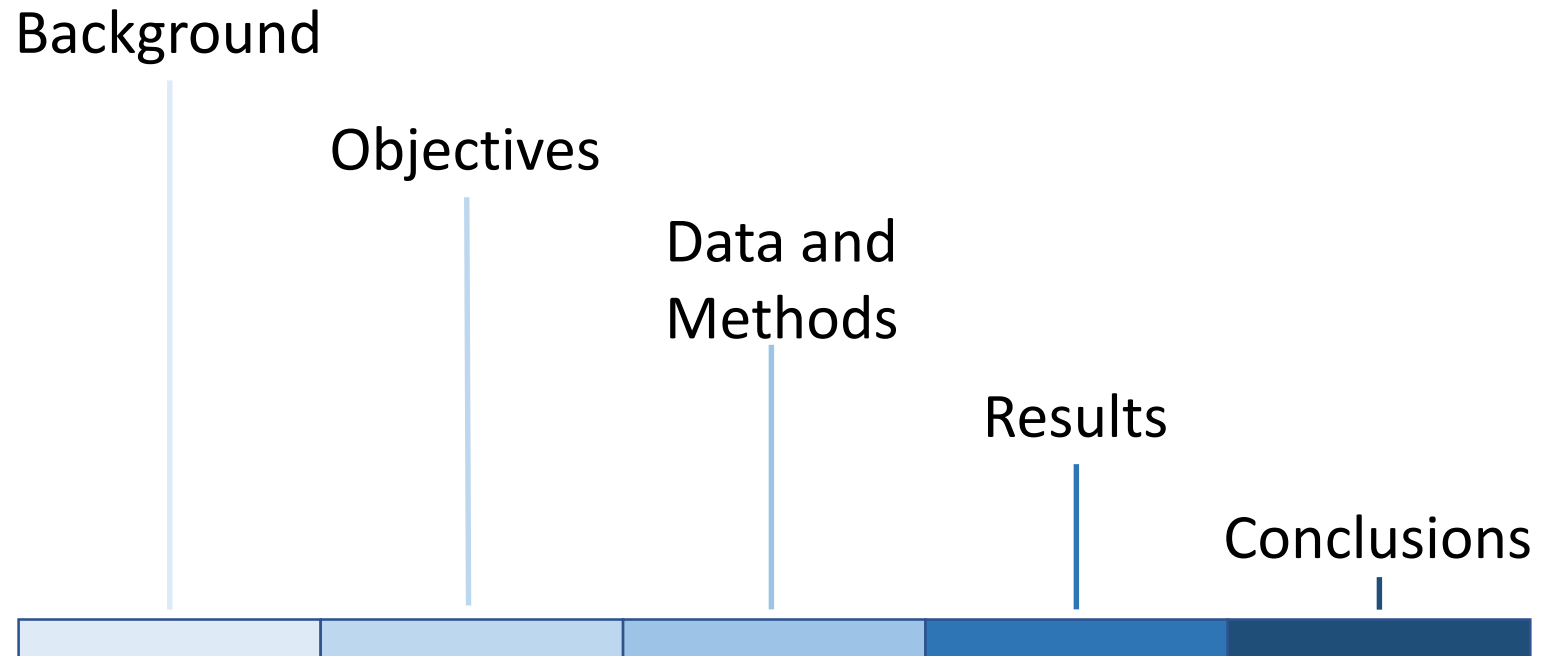 Background
Objectives
Data and
Methods
Results
Conclusions